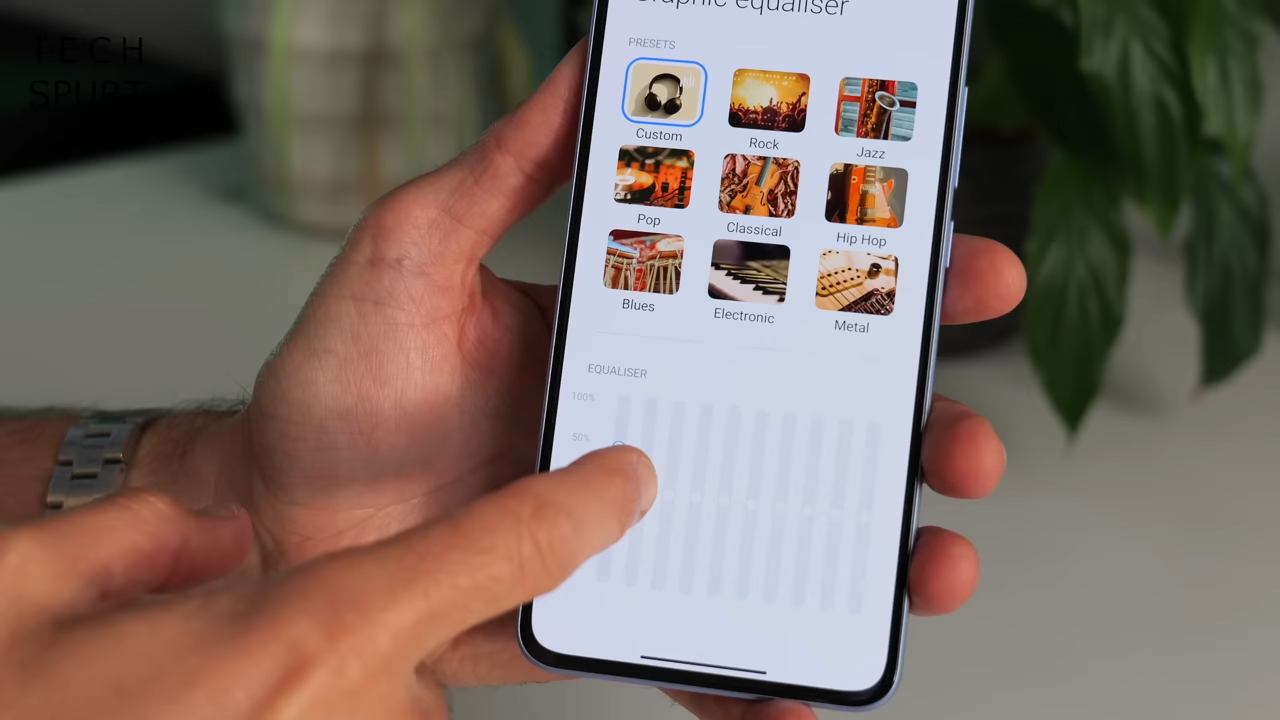 TECH
SPURT
Graphic equaliser
PRESETS
Custom
Rock
Jazz
Pop
Classical
Hip Hop
Blues
Electronic
Metal
EQUALISER
100%
50%